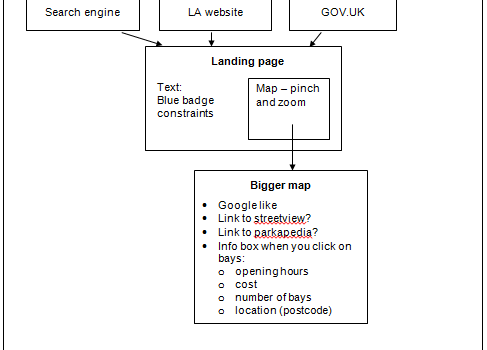 Search engine
LA website
GOV.UK
Landing page
Text:
Blue badge
constraints
Map – pinch
and zoom
Bigger map
• Google like
• Link to streetview?
• Link to parkapedia?
• Info box when you click on
bays:
o opening hours
o cost
o number of bays
o location (postcode)